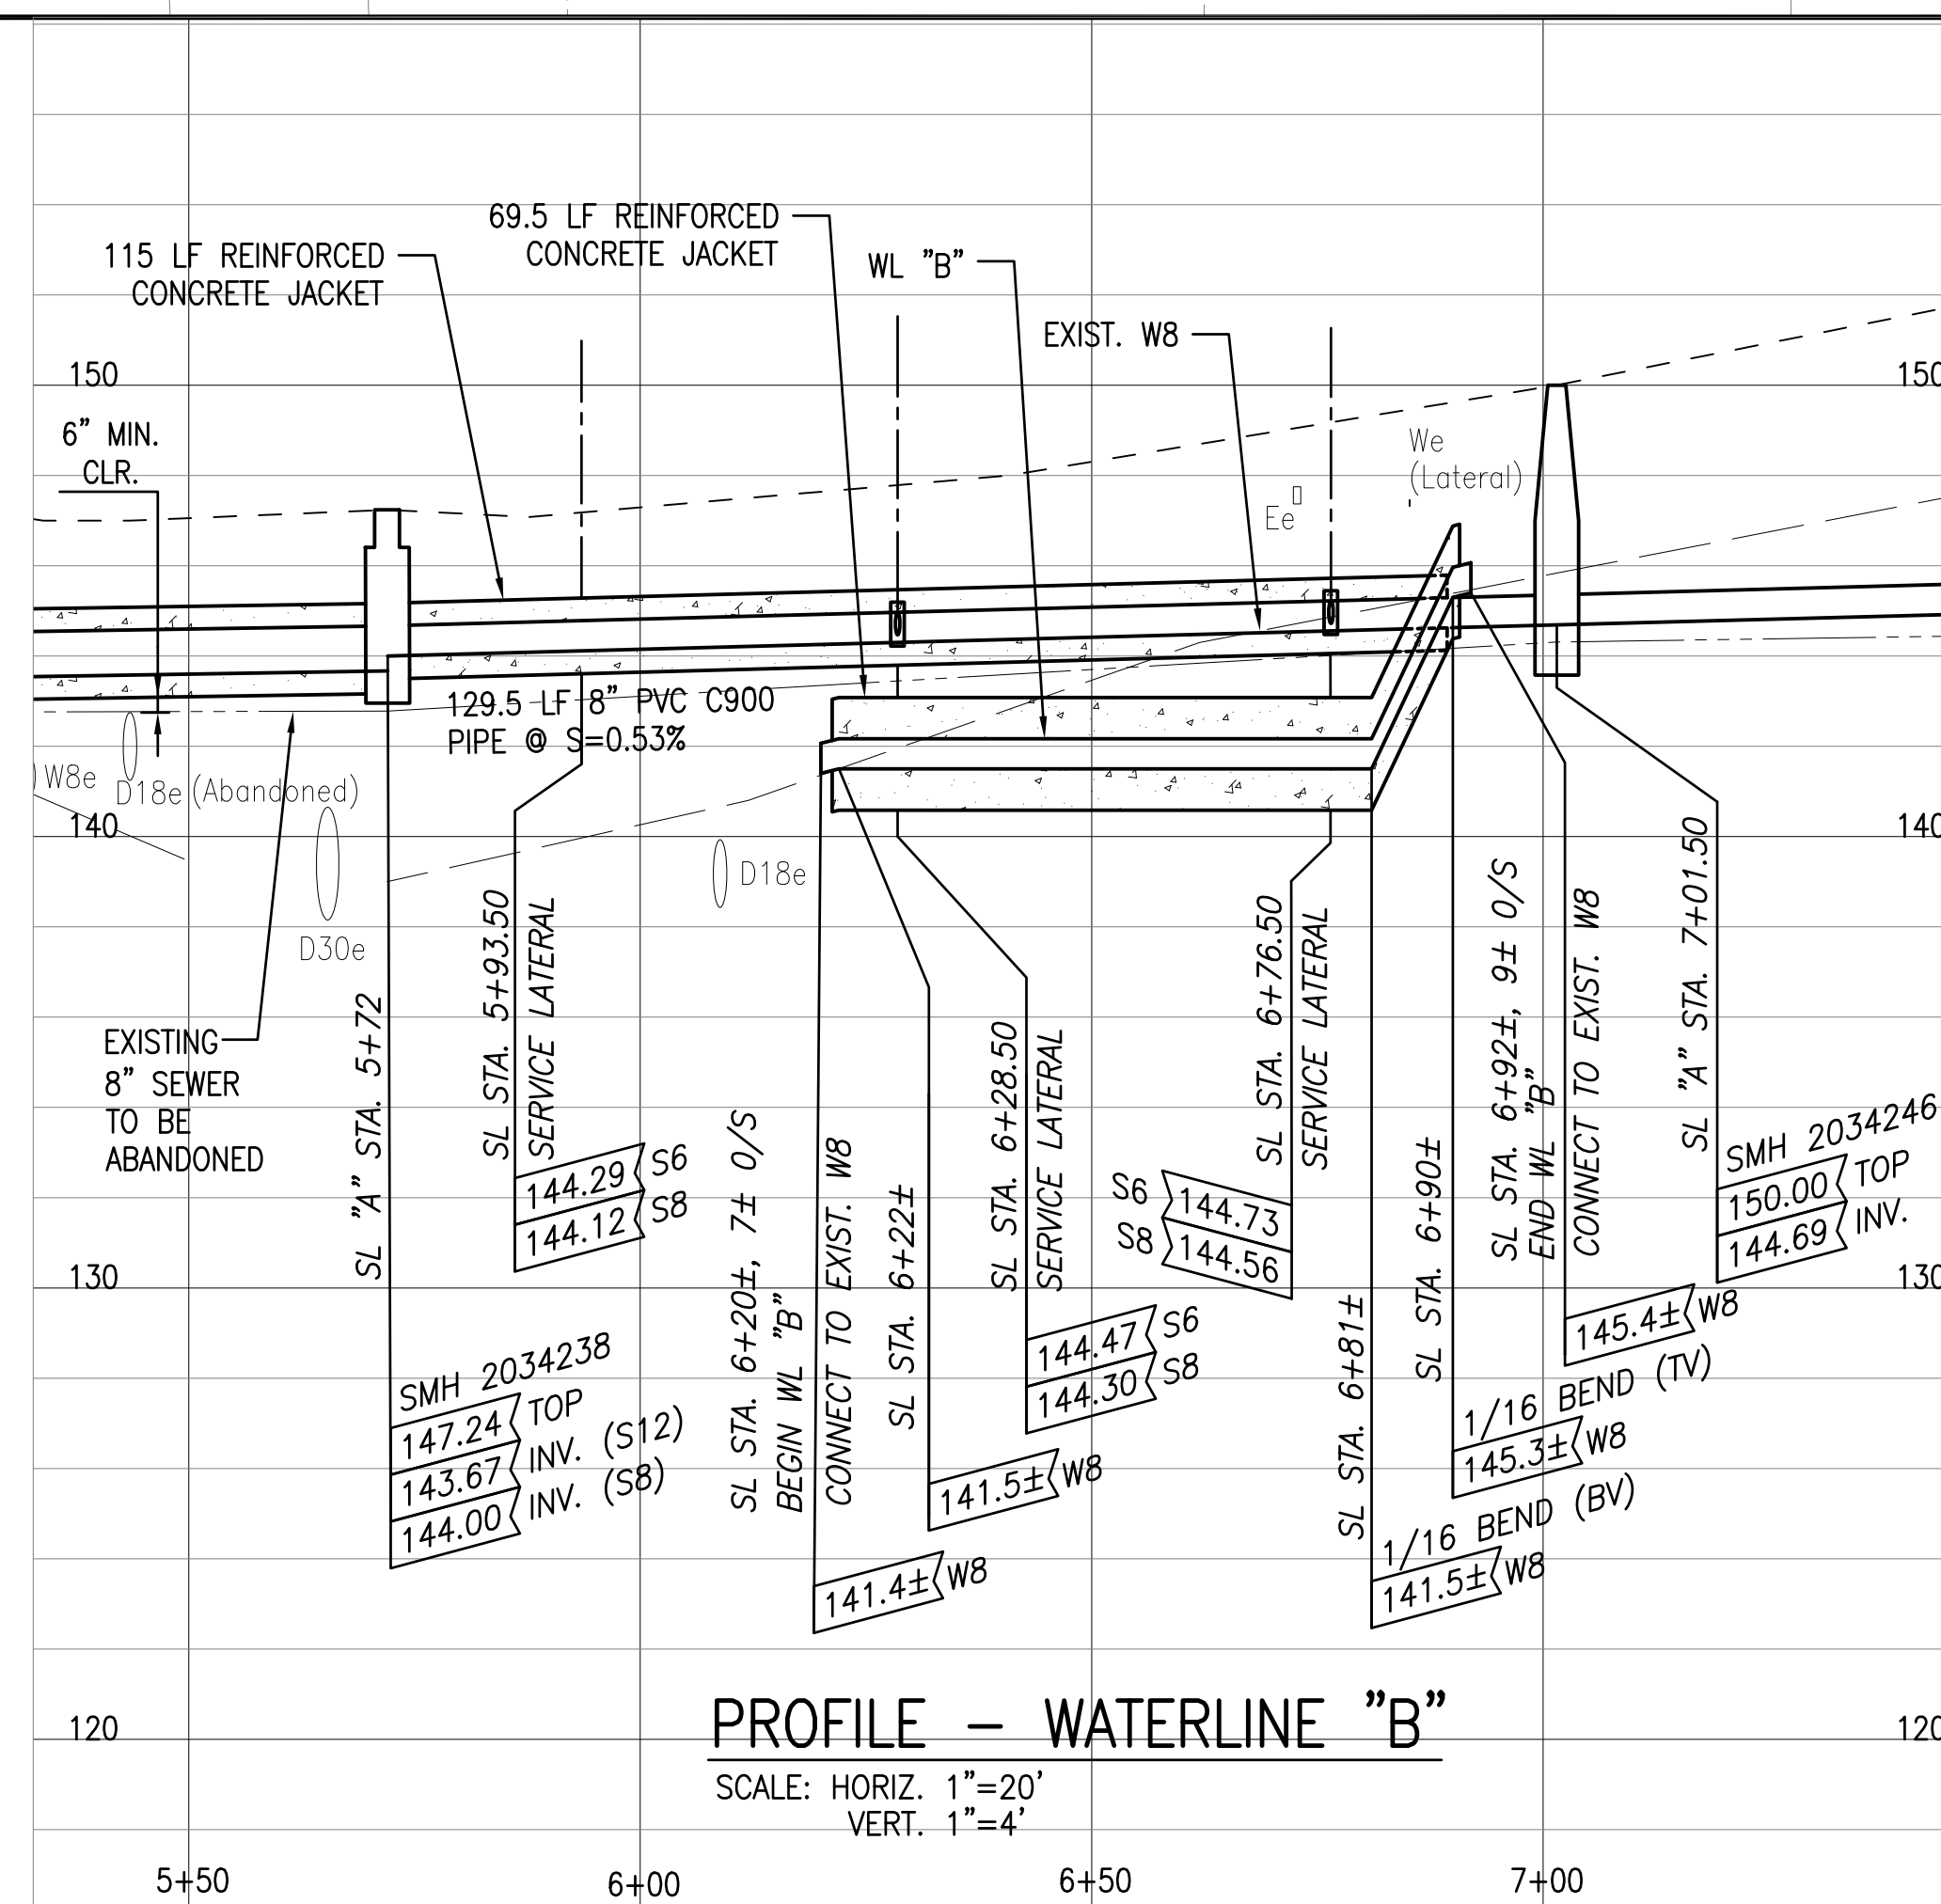 69.5 LF REINFORCED
CONCRETE JACKET
115 LF REINFORCED
CONCRETE JACKET
WL "B"
EXIST. W8
150
150
6" MIN.
CLR.
We
(Lateral)
Ee
129.5 LF 8" PVC C900
PIPE @ S=0.53%
W8e
D18e (Abandoned)
140
140
D18e
D30e
EXISTING
8" SEWER
TO BE
ABANDONED
SL "A" STA. 5+72
SMH 2034238
147.24 TOP
143.67 INV. (S12)
144.00 INV. (S8)
SL STA. 5+93.50
SERVICE LATERAL
144.29 S6
144.12 S8
SL STA. 6+20±, 7± O/S
BEGIN WL "B"
CONNECT TO EXIST. W8
141.4± W8
SL STA. 6+22±
141.5± W8
SL STA. 6+28.50
SERVICE LATERAL
144.47 S6
144.30 S8
SL STA. 6+76.50
SERVICE LATERAL
S6 144.73
S8 144.56
SL STA. 6+81±
1/16 BEND (BV)
141.5± W8
SL STA. 6+90±
1/16 BEND (TV)
145.3± W8
SL STA. 6+92±, 9± O/S
END WL "B"
CONNECT TO EXIST. W8
145.4± W8
SL "A" STA. 7+01.50
SMH 2034246
150.00 TOP
144.69 INV.
130
130
120
120
PROFILE - WATERLINE "B"
SCALE: HORIZ. 1"=20'
VERT. 1"=4'
5+50
6+00
6+50
7+00